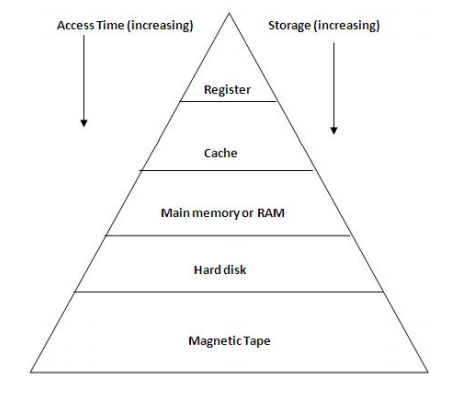 Access Time (increasing)
Storage (increasing)
Register
Cache
Main memory or RAM
Hard disk
Magnetic Tape